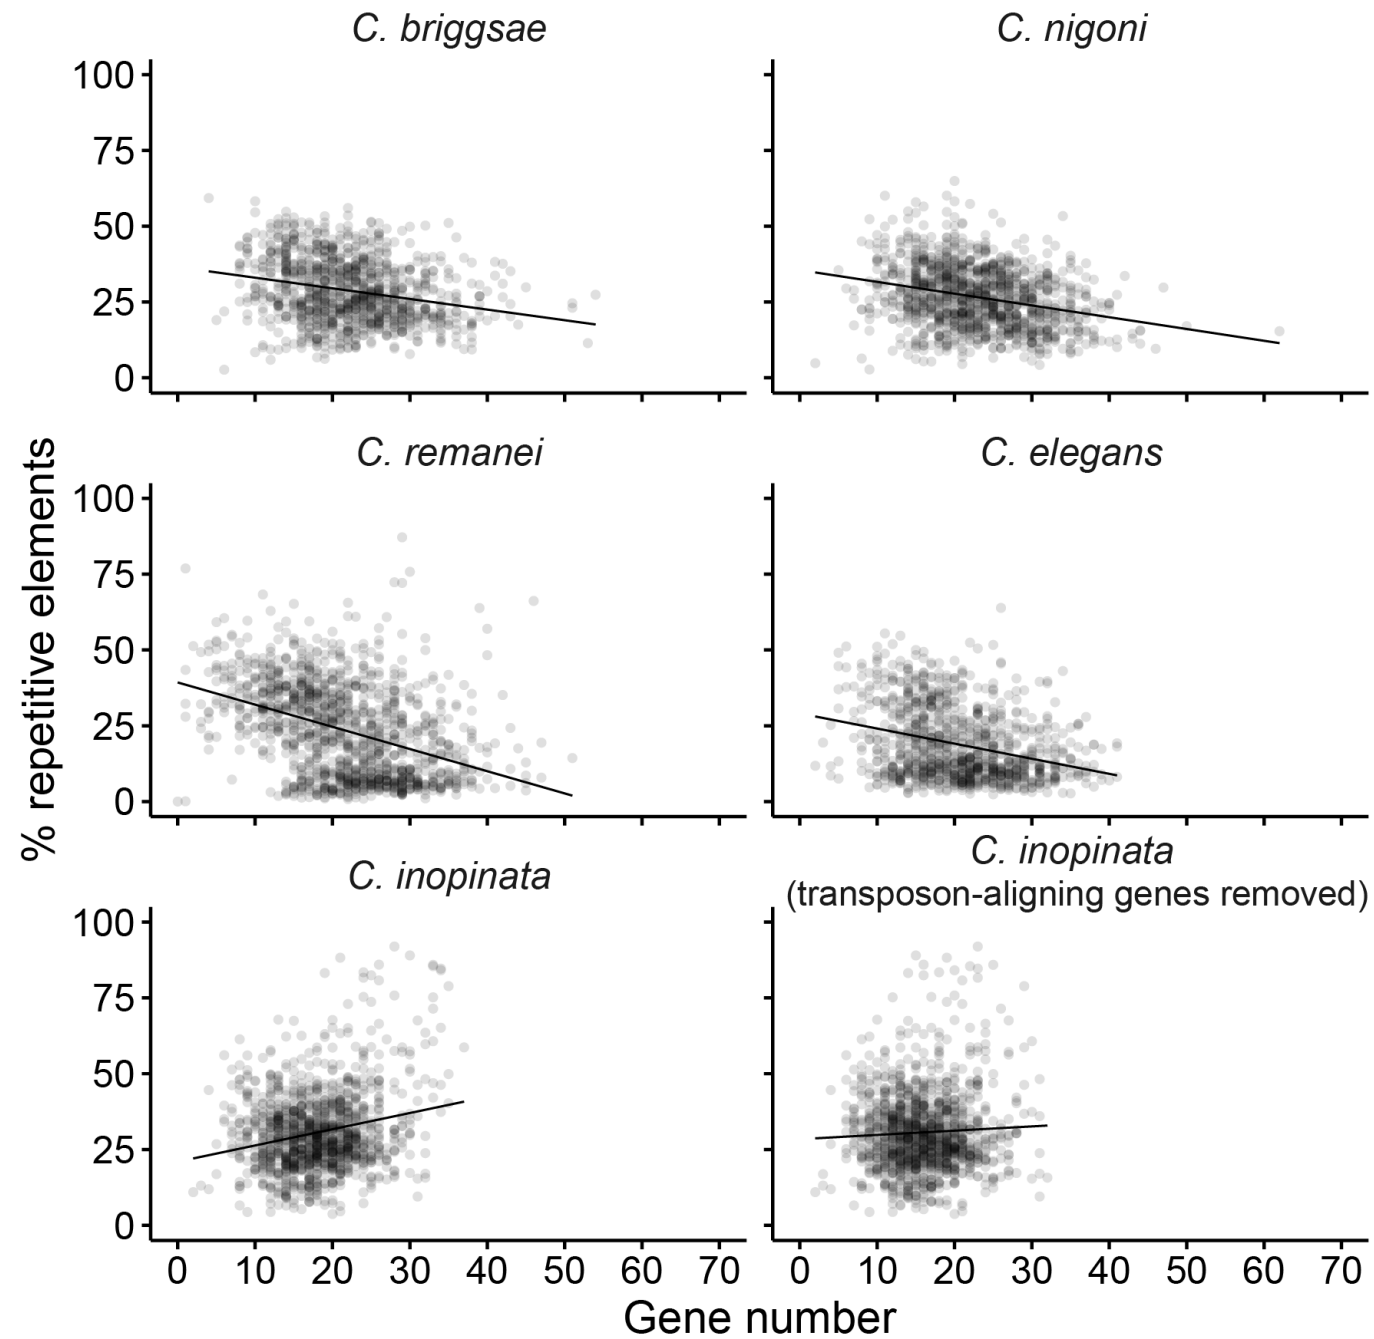 C. briggsae
C. nigoni
100
75
50
25
0
C. remanei
C. elegans
100
75
50
25
0
% repetitive elements
C. inopinata
C. inopinata
(transposon-aligning genes removed)
100
75
50
25
0
0 10 20 30 40 50 60 70
0 10 20 30 40 50 60 70
Gene number